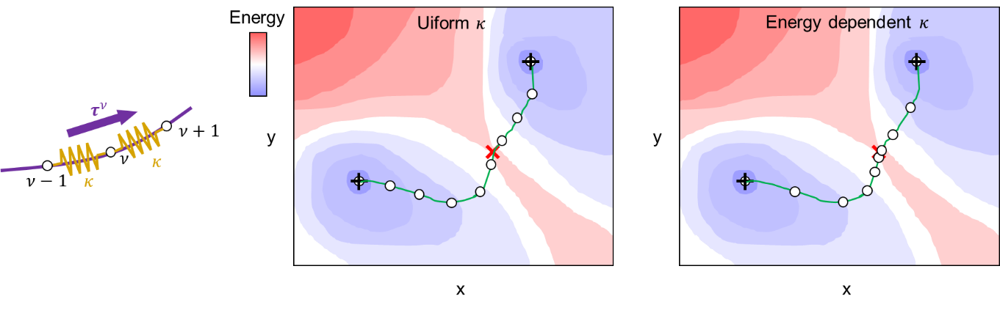 Energy
Uiform κ
Energy dependent κ
τ^ν
ν + 1
ν
κ
ν − 1
κ
y
y
x
x